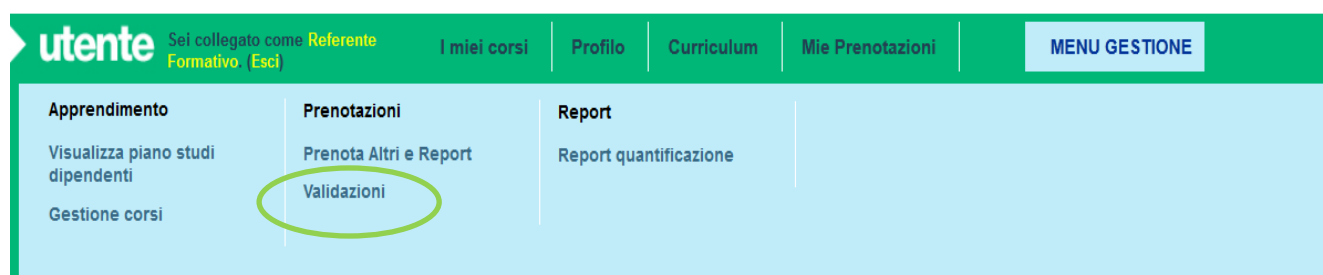 utente
Sei collegato come Referente
Formativo. (Esci)
I miei corsi
Profilo
Curriculum
Mie Prenotazioni
MENU GESTIONE
Apprendimento
Visualizza piano studi
dipendenti
Gestione corsi
Prenotazioni
Prenota Altri e Report
Validazioni
Report
Report quantificazione